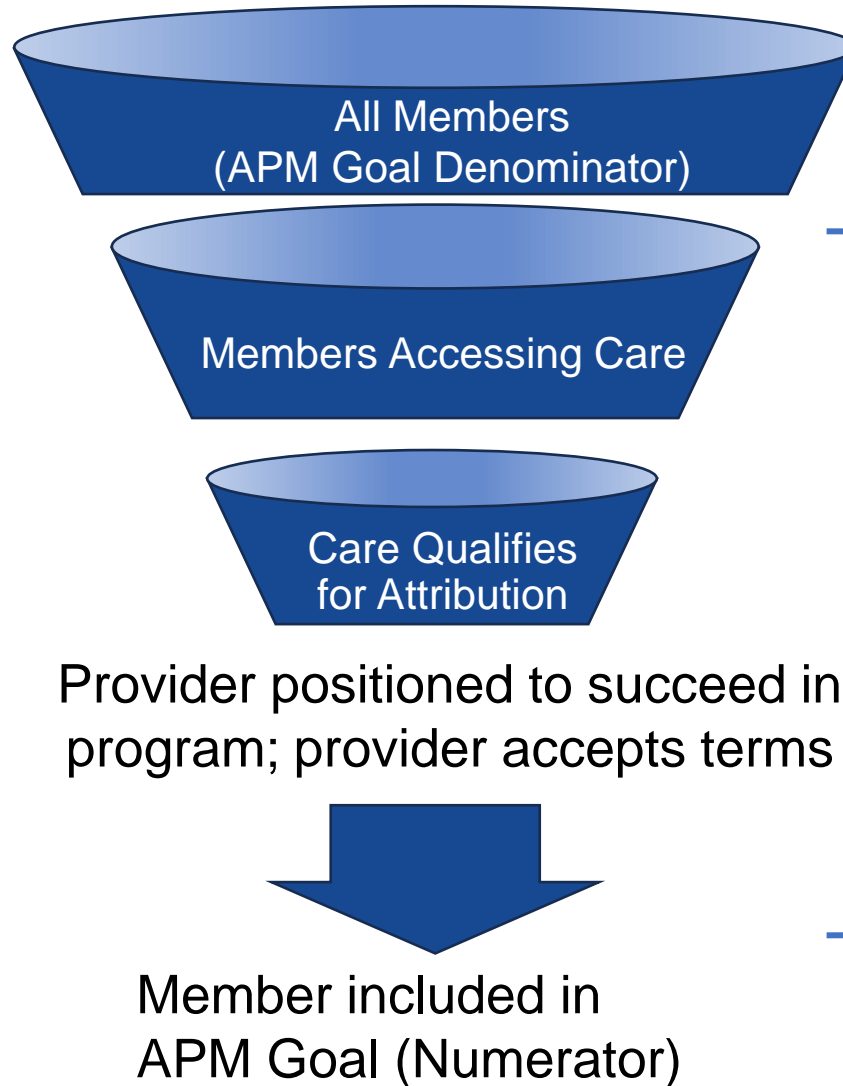 All Members
(APM Goal Denominator)
Members Accessing Care
Care Qualifies
for Attribution
Provider positioned to succeed in
program; provider accepts terms
Member included in
APM Goal (Numerator)